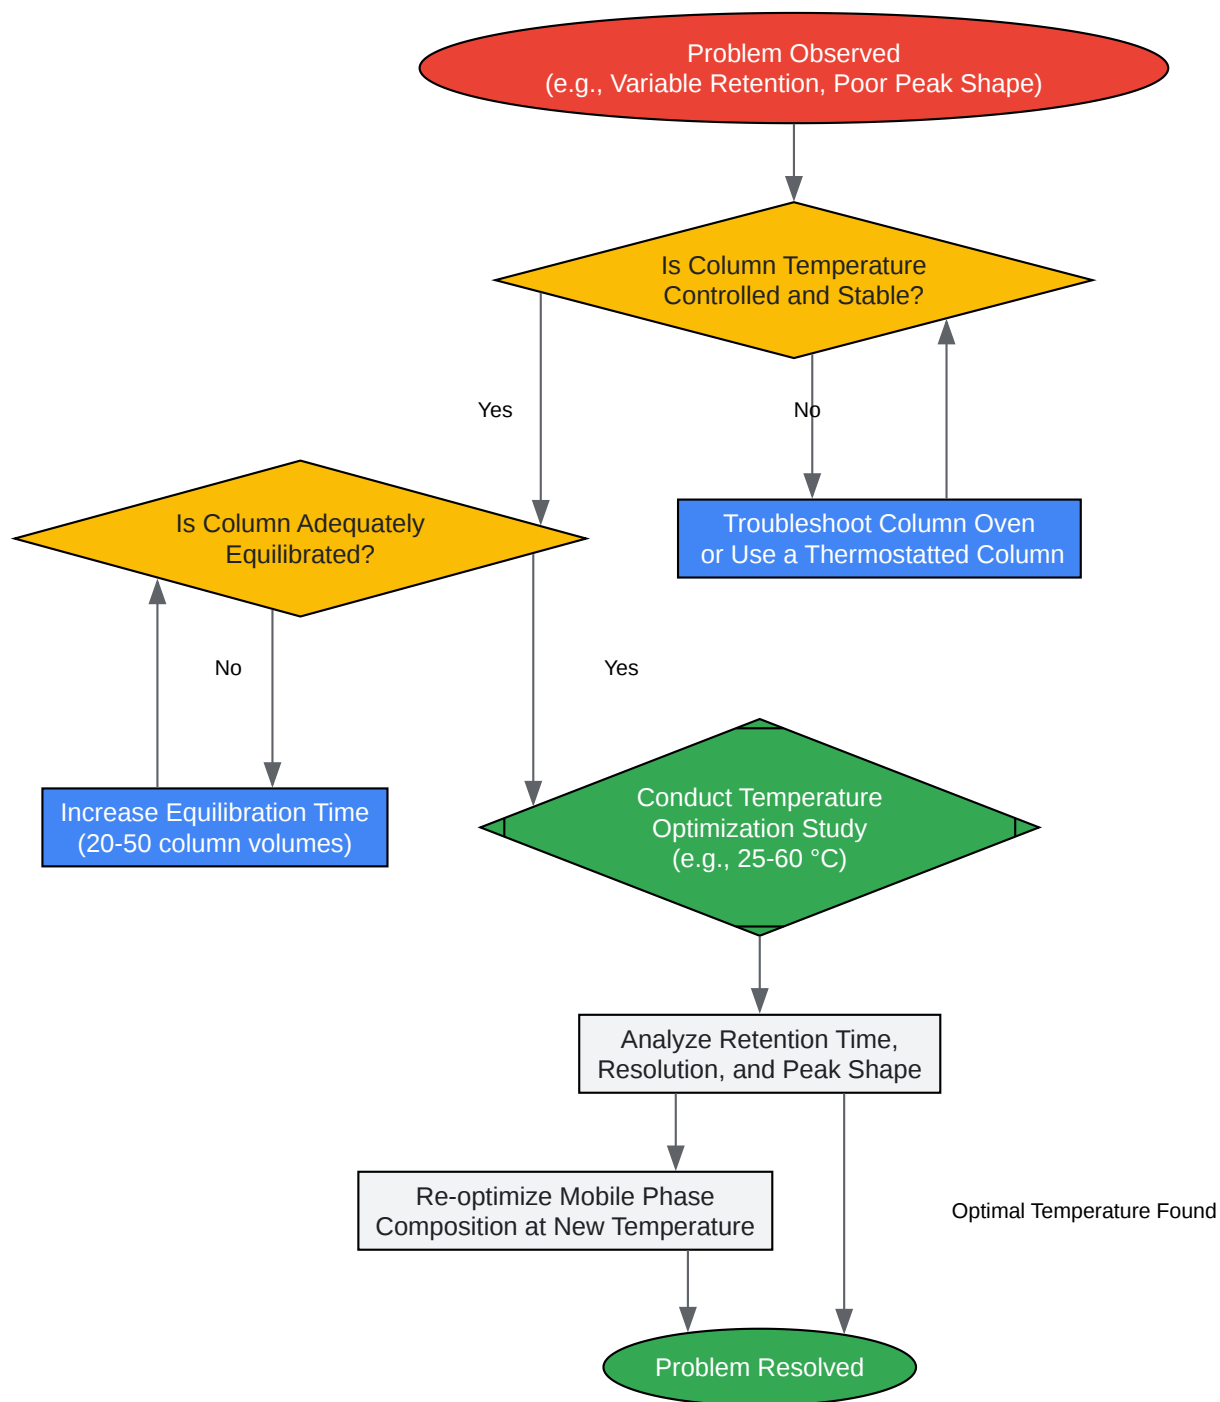 Problem Observed
(e.g., Variable Retention, Poor Peak Shape)
Is Column Temperature
Controlled and Stable?
Yes
No
Is Column Adequately
Equilibrated?
Troubleshoot Column Oven
or Use a Thermostatted Column
No
Yes
Increase Equilibration Time
(20-50 column volumes)
Conduct Temperature
Optimization Study
(e.g., 25-60 °C)
Analyze Retention Time,
Resolution, and Peak Shape
Re-optimize Mobile Phase
Composition at New Temperature
Optimal Temperature Found
Problem Resolved